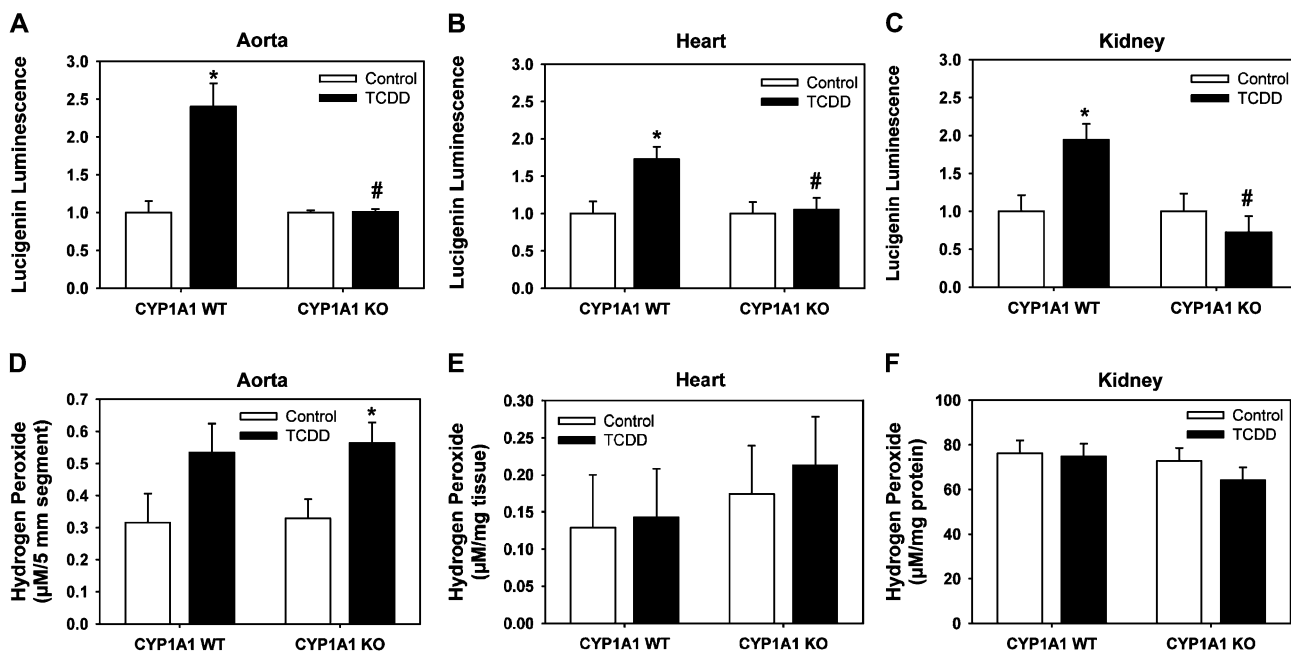 A
Aorta
Lucigenin Luminescence
3.0
2.5
2.0
1.5
1.0
0.5
0.0
Control
TCDD
*
#
CYP1A1 WT
CYP1A1 KO
B
Heart
Lucigenin Luminescence
3.0
2.5
2.0
1.5
1.0
0.5
0.0
Control
TCDD
*
#
CYP1A1 WT
CYP1A1 KO
C
Kidney
Lucigenin Luminescence
3.0
2.5
2.0
1.5
1.0
0.5
0.0
Control
TCDD
*
#
CYP1A1 WT
CYP1A1 KO
D
Aorta
Hydrogen Peroxide
(µM/5 mm segment)
0.7
0.6
0.5
0.4
0.3
0.2
0.1
0.0
Control
TCDD
*
CYP1A1 WT
CYP1A1 KO
E
Heart
Hydrogen Peroxide
(µM/mg tissue)
0.30
0.25
0.20
0.15
0.10
0.05
0.00
Control
TCDD
CYP1A1 WT
CYP1A1 KO
F
Kidney
Hydrogen Peroxide
(µM/mg protein)
100
80
60
40
20
0
Control
TCDD
CYP1A1 WT
CYP1A1 KO